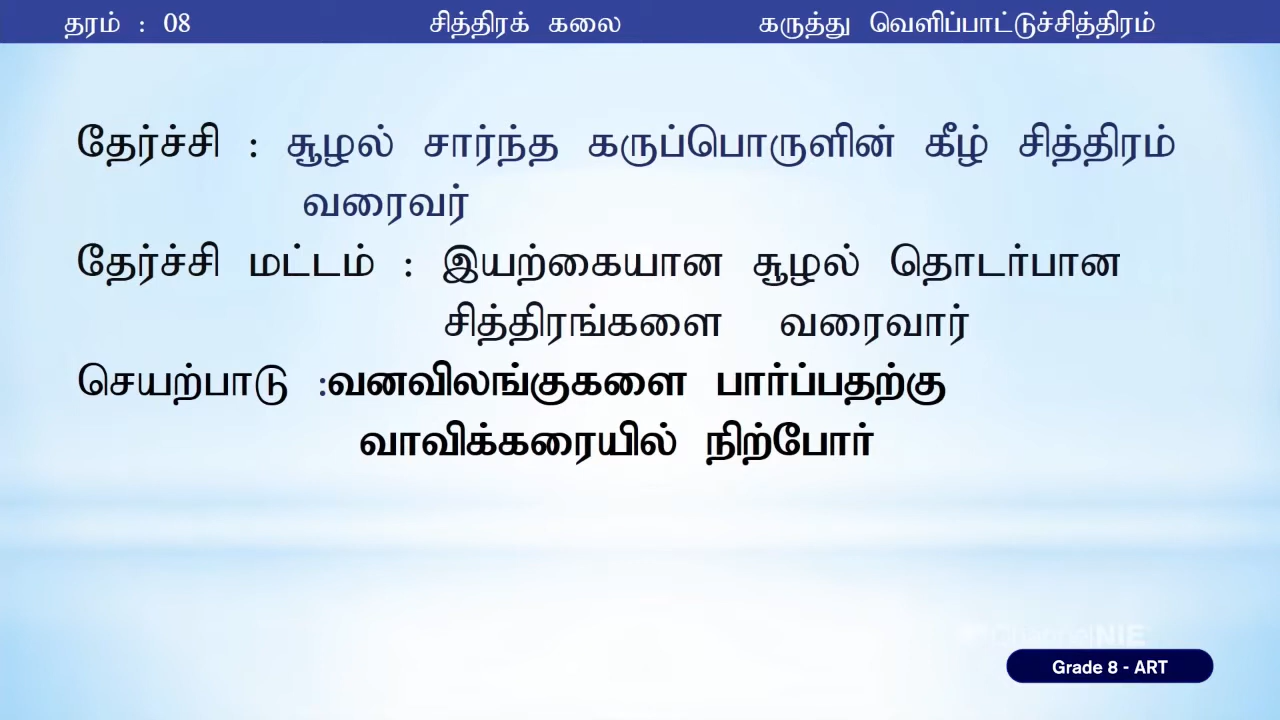 தரம் : 08 சித்திரக் கலை கருத்து வெளிப்பாட்டுச்சித்திரம்
தேர்ச்சி : சூழல் சார்ந்த கருப்பொருளின் கீழ் சித்திரம்
வரைவர்
தேர்ச்சி மட்டம் : இயற்கையான சூழல் தொடர்பான
சித்திரங்களை வரைவார்
செயற்பாடு :வனவிலங்குகளை பார்ப்பதற்கு
வாவிக்கரையில் நிற்போர்
ChannelNIE
Grade 8 - ART